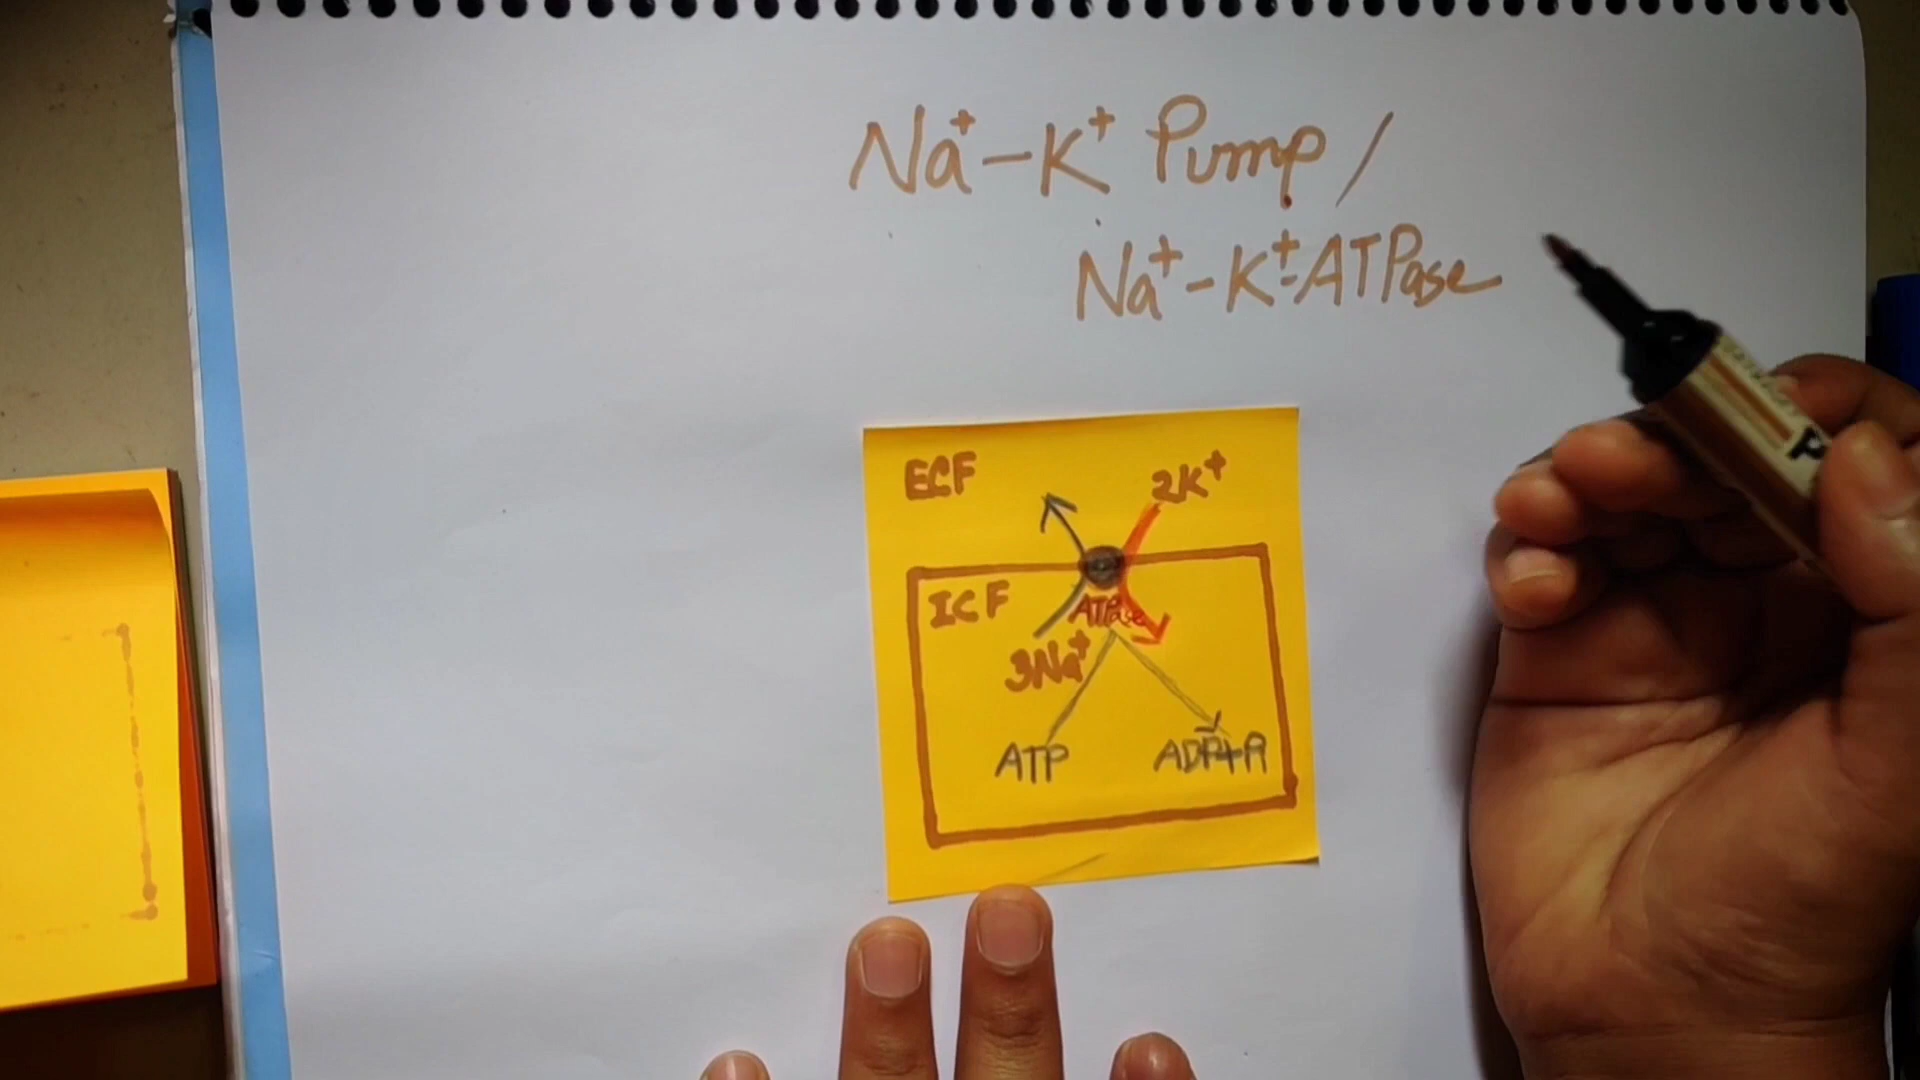 Na⁺-K⁺ Pump /
Na⁺-K⁺-ATPase
ECF
2K⁺
ICF
ATPase
3Na⁺
ATP
ADP+Pi